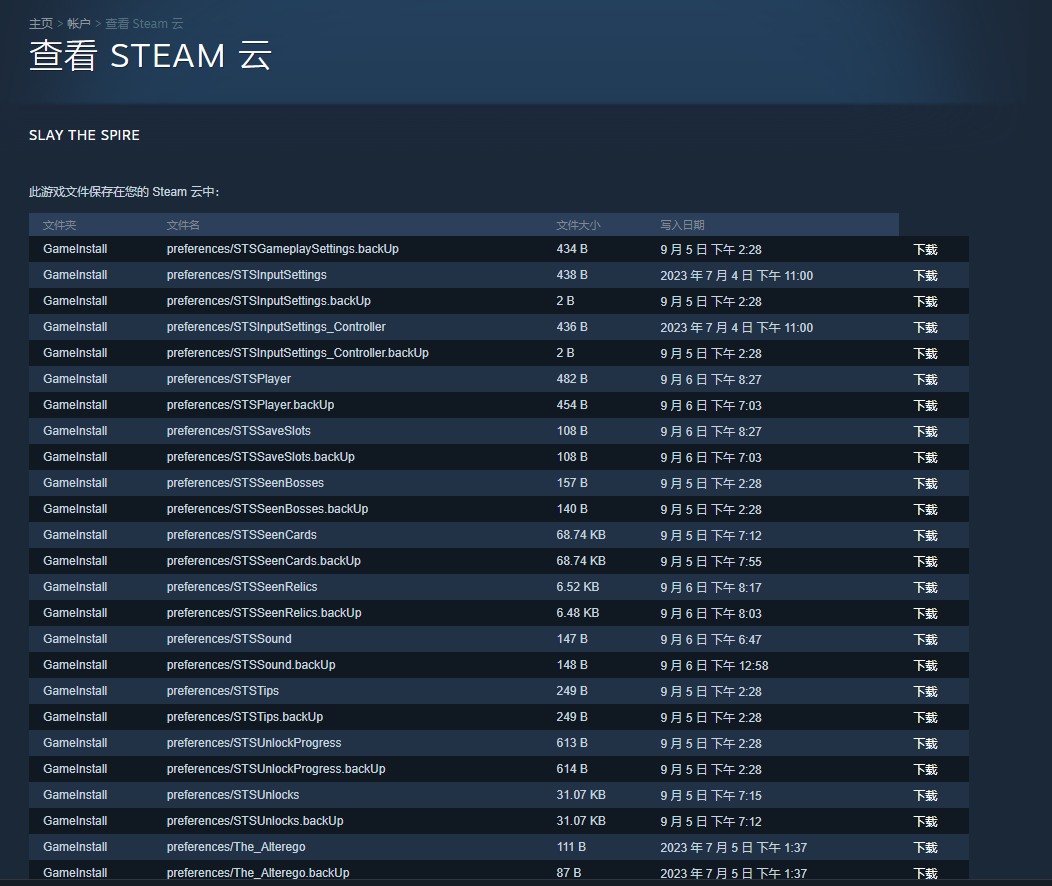 主页 > 帐户 > 查看 Steam 云
查看 STEAM 云
SLAY THE SPIRE
此游戏文件保存在您的 Steam 云中:
文件夹 文件名 文件大小 写入日期
GameInstall preferences/STSGameplaySettings.backUp 434 B 9 月 5 日 下午 2:28 下载
GameInstall preferences/STSInputSettings 438 B 2023 年 7 月 4 日 下午 11:00 下载
GameInstall preferences/STSInputSettings.backUp 2 B 9 月 5 日 下午 2:28 下载
GameInstall preferences/STSInputSettings_Controller 436 B 2023 年 7 月 4 日 下午 11:00 下载
GameInstall preferences/STSInputSettings_Controller.backUp 2 B 9 月 5 日 下午 2:28 下载
GameInstall preferences/STSPlayer 482 B 9 月 6 日 下午 8:27 下载
GameInstall preferences/STSPlayer.backUp 454 B 9 月 6 日 下午 7:03 下载
GameInstall preferences/STSSaveSlots 108 B 9 月 6 日 下午 8:27 下载
GameInstall preferences/STSSaveSlots.backUp 108 B 9 月 6 日 下午 7:03 下载
GameInstall preferences/STSSeenBosses 157 B 9 月 5 日 下午 2:28 下载
GameInstall preferences/STSSeenBosses.backUp 140 B 9 月 5 日 下午 2:28 下载
GameInstall preferences/STSSeenCards 68.74 KB 9 月 5 日 下午 7:12 下载
GameInstall preferences/STSSeenCards.backUp 68.74 KB 9 月 5 日 下午 7:55 下载
GameInstall preferences/STSSeenRelics 6.52 KB 9 月 6 日 下午 8:17 下载
GameInstall preferences/STSSeenRelics.backUp 6.48 KB 9 月 6 日 下午 8:03 下载
GameInstall preferences/STSSound 147 B 9 月 6 日 下午 6:47 下载
GameInstall preferences/STSSound.backUp 148 B 9 月 6 日 下午 12:58 下载
GameInstall preferences/STSTips 249 B 9 月 5 日 下午 2:28 下载
GameInstall preferences/STSTips.backUp 249 B 9 月 5 日 下午 2:28 下载
GameInstall preferences/STSUnlockProgress 613 B 9 月 5 日 下午 2:28 下载
GameInstall preferences/STSUnlockProgress.backUp 614 B 9 月 5 日 下午 2:28 下载
GameInstall preferences/STSUnlocks 31.07 KB 9 月 5 日 下午 7:15 下载
GameInstall preferences/STSUnlocks.backUp 31.07 KB 9 月 5 日 下午 7:12 下载
GameInstall preferences/The_Alterego 111 B 2023 年 7 月 5 日 下午 1:37 下载
GameInstall preferences/The_Alterego.backUp 87 B 2023 年 7 月 5 日 下午 1:37 下载